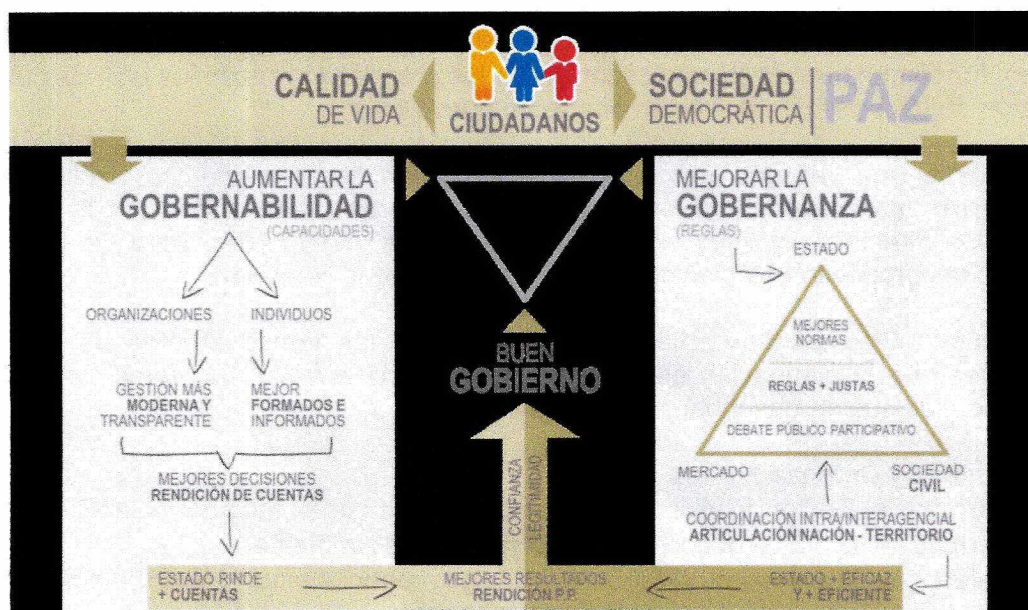 CALIDAD
DE VIDA
CIUDADANOS
SOCIEDAD
DEMOCRÁTICA
PAZ
AUMENTAR LA
GOBERNABILIDAD
(CAPACIDADES)
ORGANIZACIONES
INDIVIDUOS
GESTIÓN MÁS
MODERNA Y
TRANSPARENTE
MEJOR
FORMADOS E
INFORMADOS
MEJORES DECISIONES
RENDICIÓN DE CUENTAS
ESTADO RINDE
+ CUENTAS
BUEN
GOBIERNO
CONFIANZA
LEGITIMIDAD
MEJORES RESULTADOS
RENDICIÓN P.P.
MEJORAR LA
GOBERNANZA
(REGLAS)
ESTADO
MEJORES
NORMAS
REGLAS + JUSTAS
DEBATE PÚBLICO PARTICIPATIVO
MERCADO
SOCIEDAD
CIVIL
COORDINACIÓN INTRA/INTERAGENCIAL
ARTICULACIÓN NACIÓN - TERRITORIO
ESTADO + EFICAZ
Y + EFICIENTE